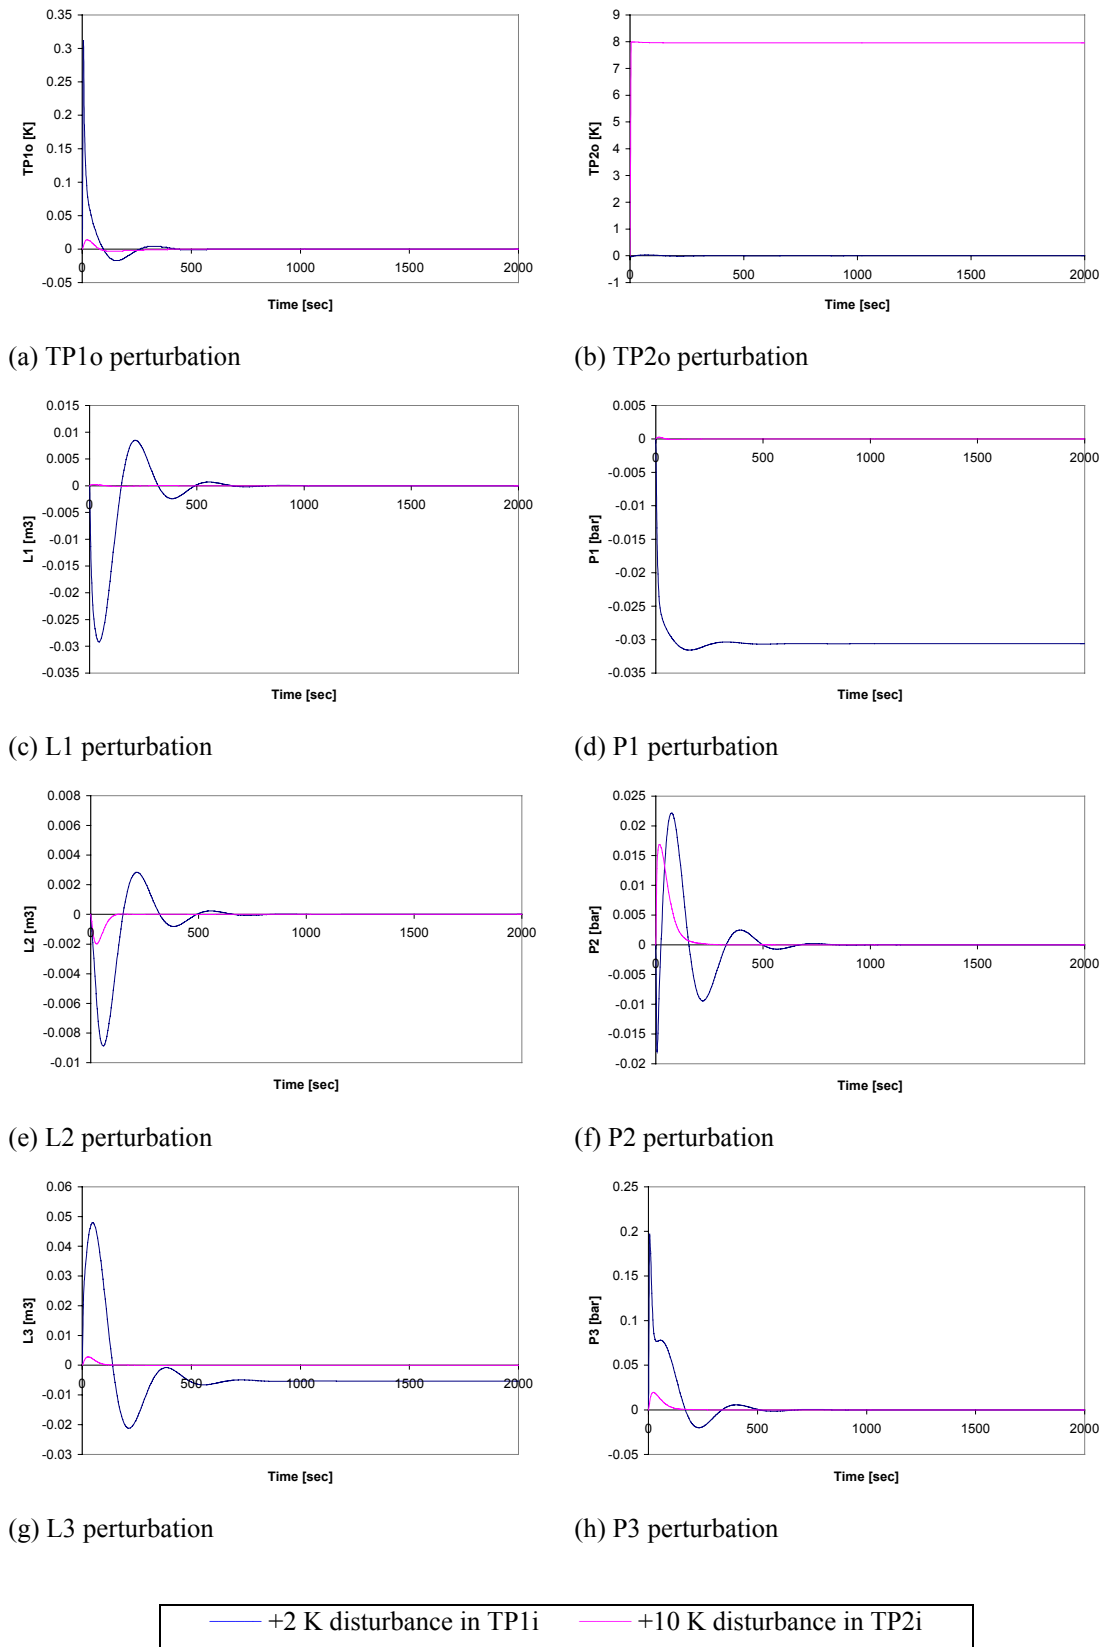 0.35
0.3
0.25
0.2
0.15
0.1
0.05
0
-0.05
TP1o [K]
0 500 1000 1500 2000
Time [sec]
9
8
7
6
5
4
3
2
1
0
-1
TP2o [K]
0 500 1000 1500 2000
Time [sec]
(a) TP1o perturbation
(b) TP2o perturbation
0.015
0.01
0.005
0
-0.005
-0.01
-0.015
-0.02
-0.025
-0.03
-0.035
L1 [m3]
0 500 1000 1500 2000
Time [sec]
0.005
0
-0.005
-0.01
-0.015
-0.02
-0.025
-0.03
-0.035
P1 [bar]
0 500 1000 1500 2000
Time [sec]
(c) L1 perturbation
(d) P1 perturbation
0.008
0.006
0.004
0.002
0
-0.002
-0.004
-0.006
-0.008
-0.01
L2 [m3]
0 500 1000 1500 2000
Time [sec]
0.025
0.02
0.015
0.01
0.005
0
-0.005
-0.01
-0.015
-0.02
P2 [bar]
0 500 1000 1500 2000
Time [sec]
(e) L2 perturbation
(f) P2 perturbation
0.06
0.05
0.04
0.03
0.02
0.01
0
-0.01
-0.02
-0.03
L3 [m3]
0 500 1000 1500 2000
Time [sec]
0.25
0.2
0.15
0.1
0.05
0
-0.05
P3 [bar]
0 500 1000 1500 2000
Time [sec]
(g) L3 perturbation
(h) P3 perturbation
+2 K disturbance in TP1i +10 K disturbance in TP2i